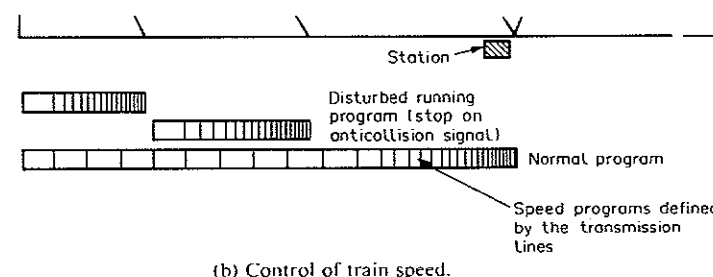 Station
Disturbed running
program (stop on
anticollision signal)
Normal program
Speed programs defined
by the transmission
lines
(b) Control of train speed.